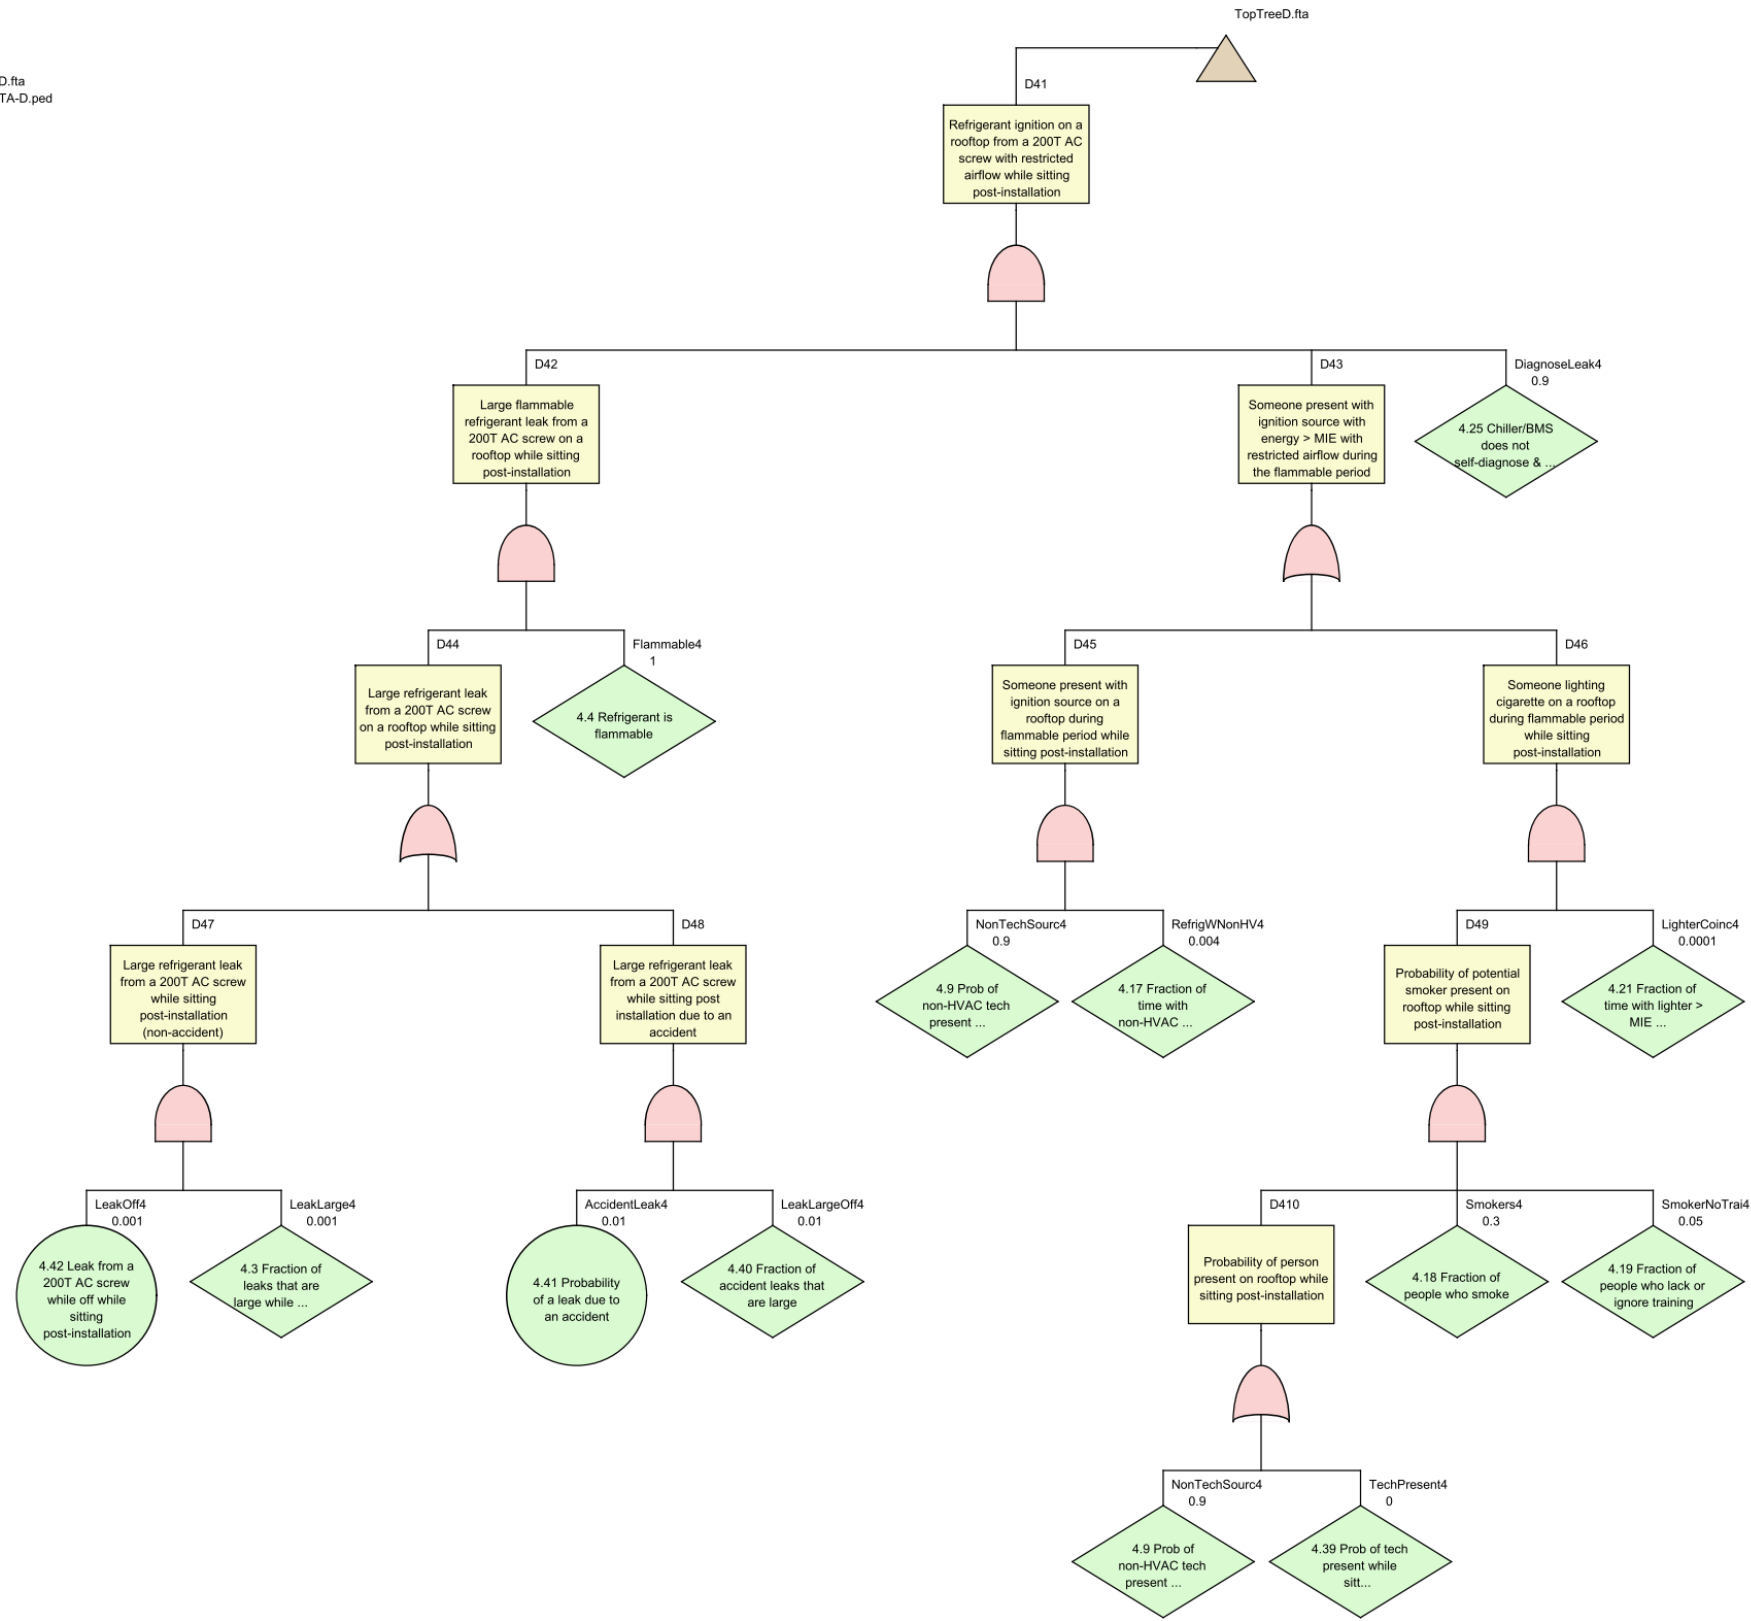 TopTreeD.fta
D.fta
TA-D.ped
D41
Refrigerant ignition on a
rooftop from a 200T AC
screw with restricted
airflow while sitting
post-installation
D42
Large flammable
refrigerant leak from a
200T AC screw on a
rooftop while sitting
post-installation
D43
Someone present with
ignition source with
energy > MIE with
restricted airflow during
the flammable period
DiagnoseLeak4
0.9
4.25 Chiller/BMS
does not
self-diagnose & ...
D44
Large refrigerant leak
from a 200T AC screw
on a rooftop while sitting
post-installation
Flammable4
1
4.4 Refrigerant is
flammable
D45
Someone present with
ignition source on a
rooftop during
flammable period while
sitting post-installation
D46
Someone lighting
cigarette on a rooftop
during flammable period
while sitting
post-installation
D47
Large refrigerant leak
from a 200T AC screw
while sitting
post-installation
(non-accident)
D48
Large refrigerant leak
from a 200T AC screw
while sitting post
installation due to an
accident
NonTechSourc4
0.9
4.9 Prob of
non-HVAC tech
present ...
RefrigWNonHV4
0.004
4.17 Fraction of
time with
non-HVAC ...
D49
Probability of potential
smoker present on
rooftop while sitting
post-installation
LighterCoinc4
0.0001
4.21 Fraction of
time with lighter >
MIE ...
LeakOff4
0.001
4.42 Leak from a
200T AC screw
while off while
sitting
post-installation
LeakLarge4
0.001
4.3 Fraction of
leaks that are
large while ...
AccidentLeak4
0.01
4.41 Probability
of a leak due to
an accident
LeakLargeOff4
0.01
4.40 Fraction of
accident leaks that
are large
D410
Probability of person
present on rooftop while
sitting post-installation
Smokers4
0.3
4.18 Fraction of
people who smoke
SmokerNoTrai4
0.05
4.19 Fraction of
people who lack or
ignore training
NonTechSourc4
0.9
4.9 Prob of
non-HVAC tech
present ...
TechPresent4
0
4.39 Prob of tech
present while
sitt...